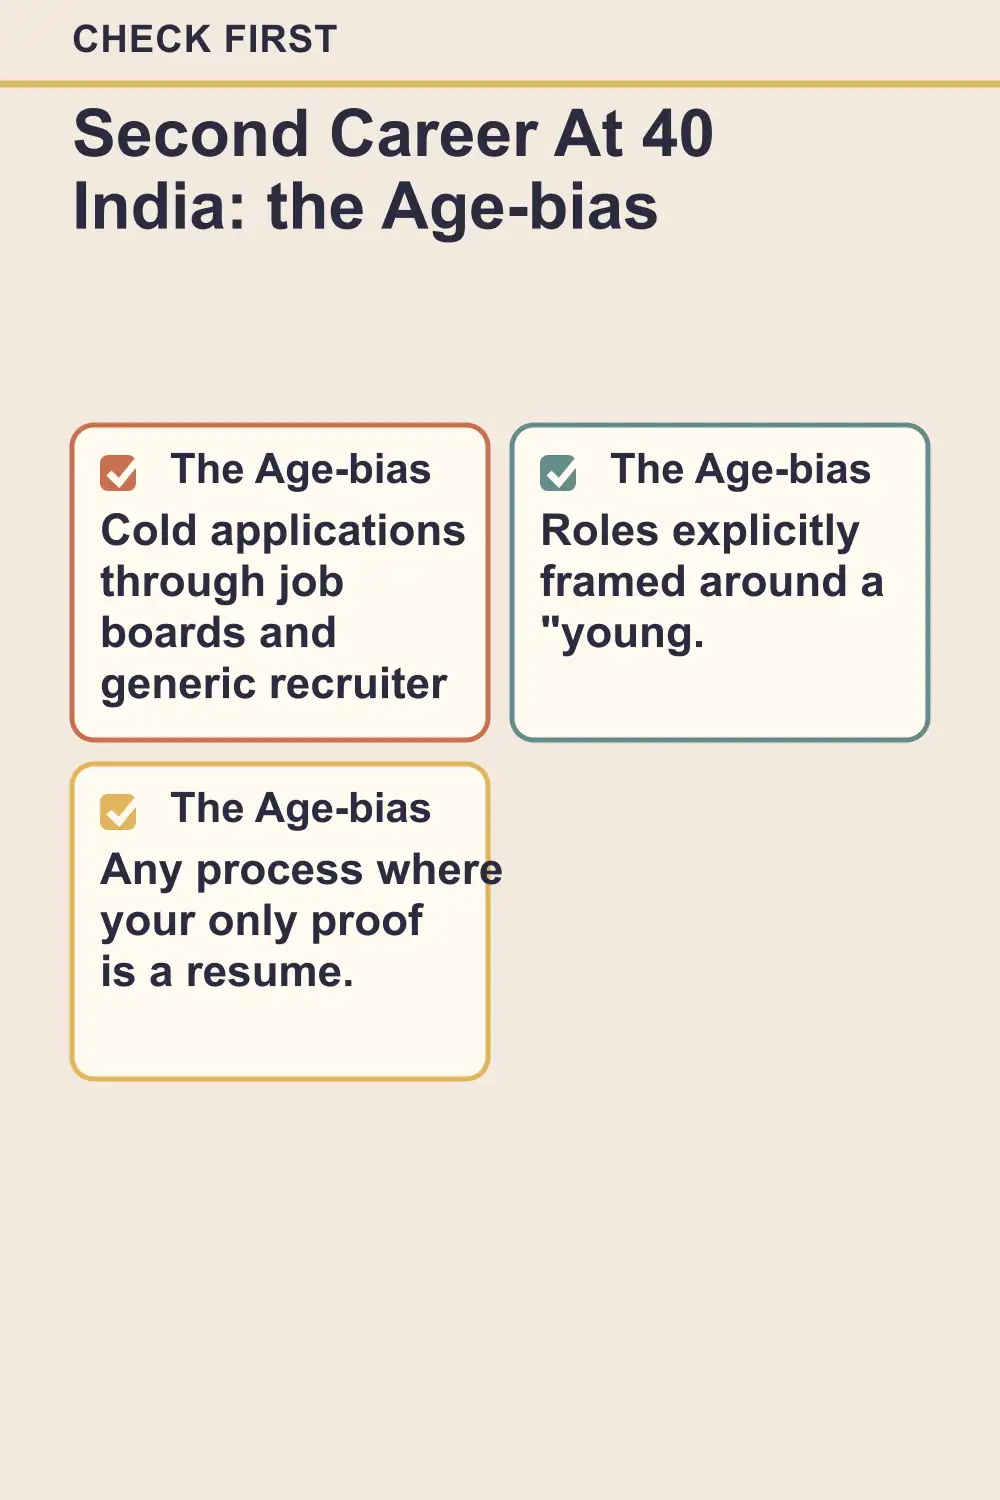 CHECK FIRST
Second Career At 40
India: the Age-bias
The Age-bias
Cold applications
through job
boards and
generic recruiter
The Age-bias
Roles explicitly
framed around a
"young.
The Age-bias
Any process where
your only proof
is a resume.